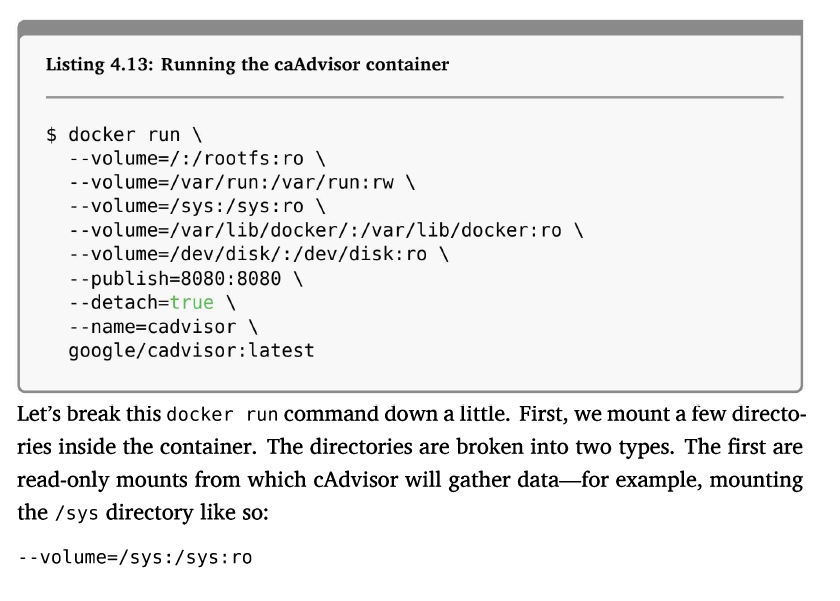 Listing 4.13: Running the caAdvisor container
$ docker run \
--volume=/:/rootfs:ro \
--volume=/var/run:/var/run:rw \
--volume=/sys:/sys:ro \
--volume=/var/lib/docker/:/var/lib/docker:ro \
--volume=/dev/disk/:/dev/disk:ro \
--publish=8080:8080 \
--detach=true \
--name=cadvisor \
google/cadvisor:latest
Let’s break this docker run command down a little. First, we mount a few directo-
ries inside the container. The directories are broken into two types. The first are
read-only mounts from which cAdvisor will gather data—for example, mounting
the /sys directory like so:
--volume=/sys:/sys:ro